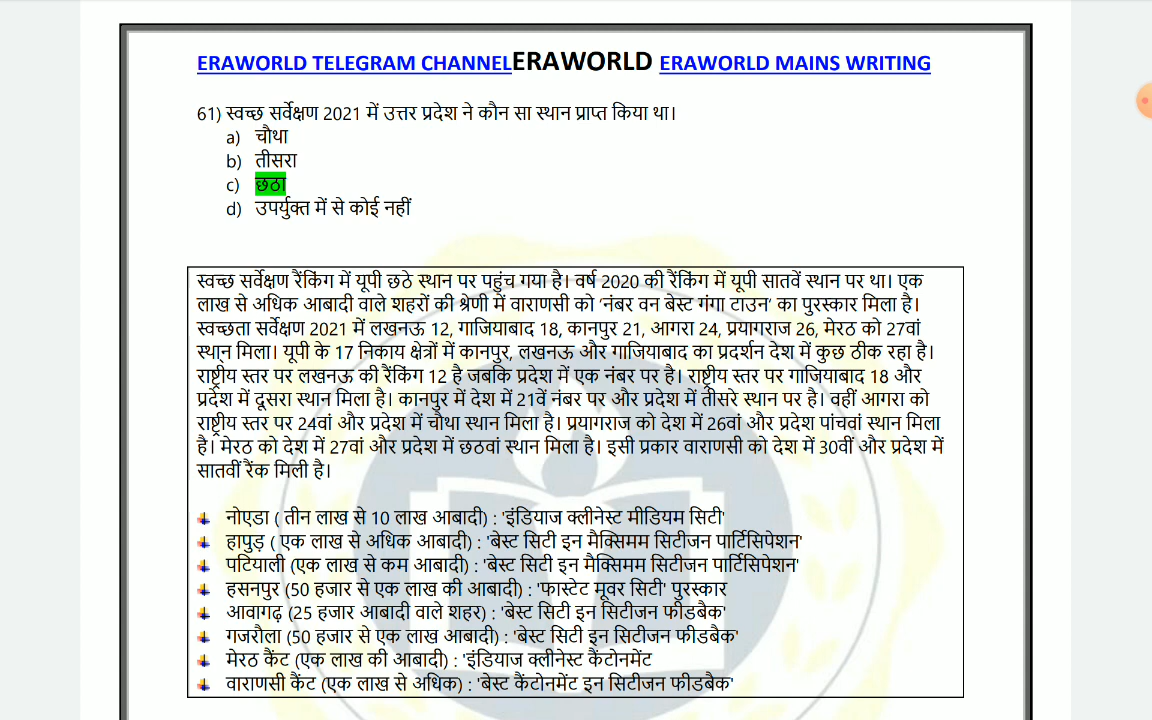 ERAWORLD TELEGRAM CHANNELERAWORLD ERAWORLD MAINS WRITING
61) स्वच्छ सर्वेक्षण 2021 में उत्तर प्रदेश ने कौन सा स्थान प्राप्त किया था।
a) चौथा
b) तीसरा
c) छठा
d) उपर्युक्त में से कोई नहीं
स्वच्छ सर्वेक्षण रैंकिंग में यूपी छठे स्थान पर पहुंच गया है। वर्ष 2020 की रैंकिंग में यूपी सातवें स्थान पर था। एक
लाख से अधिक आबादी वाले शहरों की श्रेणी में वाराणसी को ‘नंबर वन बेस्ट गंगा टाउन’ का पुरस्कार मिला है।
स्वच्छता सर्वेक्षण 2021 में लखनऊ 12, गाजियाबाद 18, कानपुर 21, आगरा 24, प्रयागराज 26, मेरठ को 27वां
स्थान मिला। यूपी के 17 निकाय क्षेत्रों में कानपुर, लखनऊ और गाजियाबाद का प्रदर्शन देश में कुछ ठीक रहा है।
राष्ट्रीय स्तर पर लखनऊ की रैंकिंग 12 है जबकि प्रदेश में एक नंबर पर है। राष्ट्रीय स्तर पर गाजियाबाद 18 और
प्रदेश में दूसरा स्थान मिला है। कानपुर में देश में 21वें नंबर पर और प्रदेश में तीसरे स्थान पर है। वहीं आगरा को
राष्ट्रीय स्तर पर 24वां और प्रदेश में चौथा स्थान मिला है। प्रयागराज को देश में 26वां और प्रदेश पांचवां स्थान मिला
है। मेरठ को देश में 27वां और प्रदेश में छठवां स्थान मिला है। इसी प्रकार वाराणसी को देश में 30वीं और प्रदेश में
सातवीं रैंक मिली है।
नोएडा ( तीन लाख से 10 लाख आबादी) : 'इंडियाज क्लीनेस्ट मीडियम सिटी'
हापुड़ ( एक लाख से अधिक आबादी) : 'बेस्ट सिटी इन मैक्सिमम सिटीजन पार्टिसिपेशन'
पटियाली (एक लाख से कम आबादी) : 'बेस्ट सिटी इन मैक्सिमम सिटीजन पार्टिसिपेशन'
हसनपुर (50 हजार से एक लाख की आबादी) : 'फास्टेट मूवर सिटी' पुरस्कार
आवागढ़ (25 हजार आबादी वाले शहर) : 'बेस्ट सिटी इन सिटीजन फीडबैक'
गजरौला (50 हजार से एक लाख आबादी) : 'बेस्ट सिटी इन सिटीजन फीडबैक'
मेरठ कैंट (एक लाख की आबादी) : 'इंडियाज क्लीनेस्ट कैंटोनमेंट
वाराणसी कैंट (एक लाख से अधिक) : 'बेस्ट कैंटोनमेंट इन सिटीजन फीडबैक'